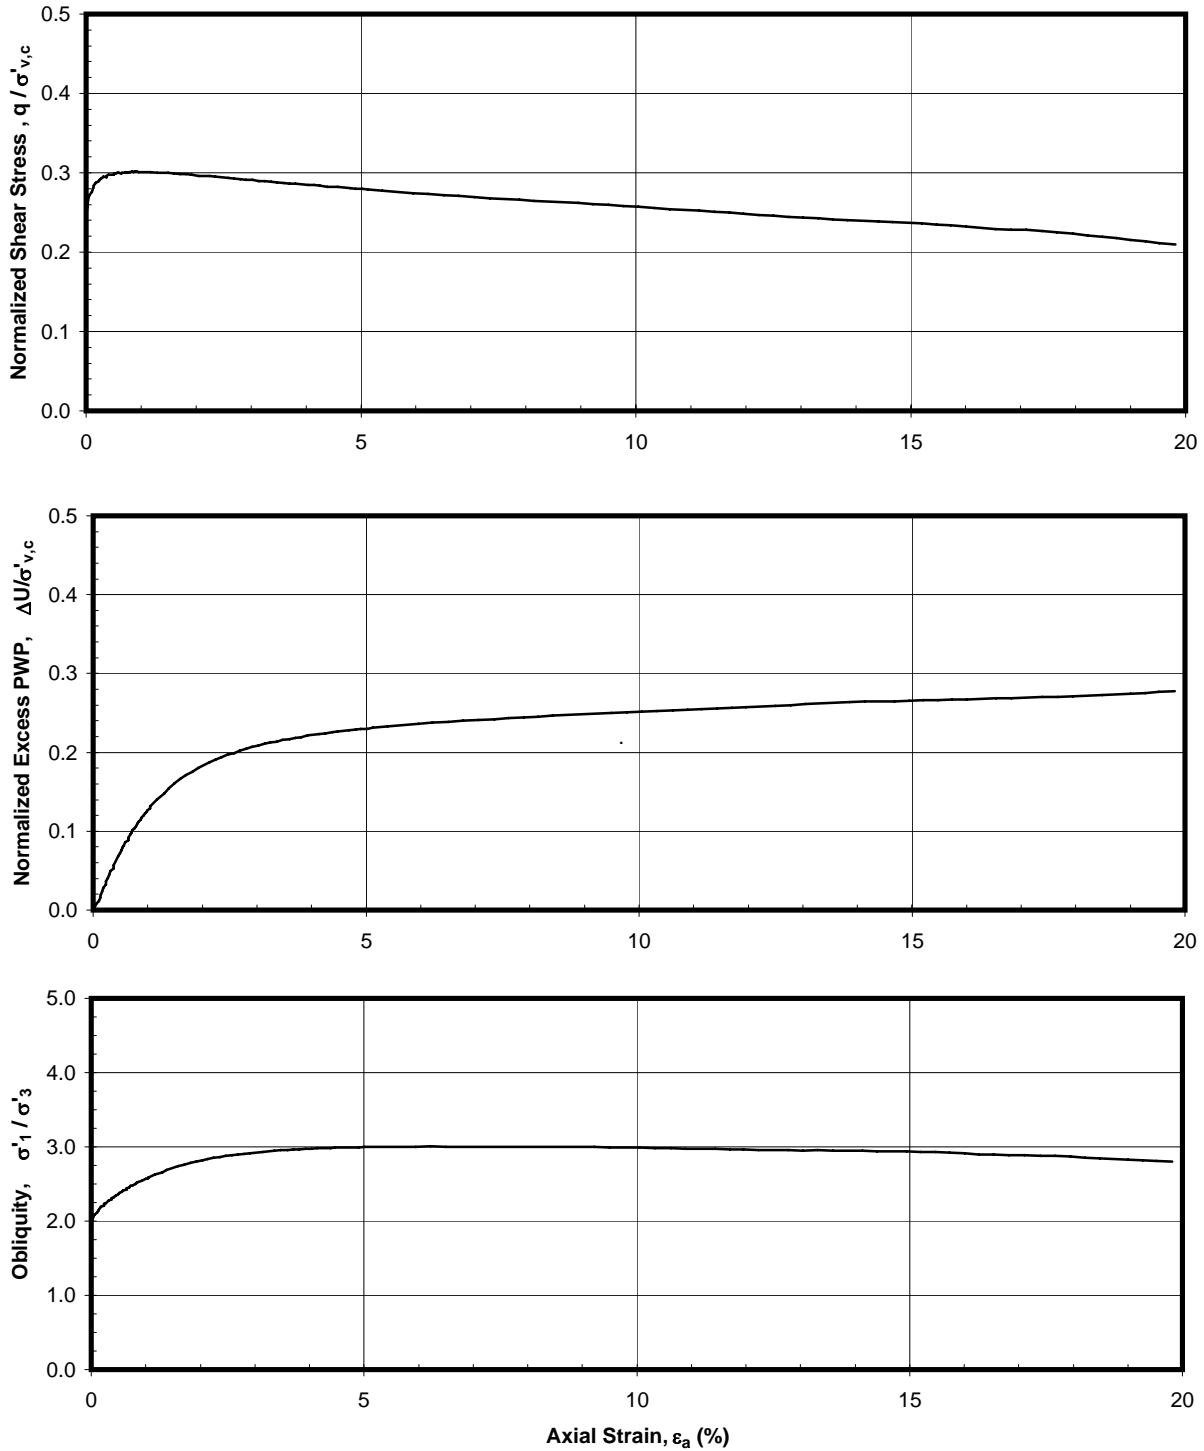 Normalized Shear Stress , q / σ'v,c
0.5
0.4
0.3
0.2
0.1
0.0
0 5 10 15 20
Normalized Excess PWP, ΔU/σ'v,c
0.5
0.4
0.3
0.2
0.1
0.0
0 5 10 15 20
Obliquity, σ'1 / σ'3
5.0
4.0
3.0
2.0
1.0
0.0
0 5 10 15 20
Axial Strain, εa (%)